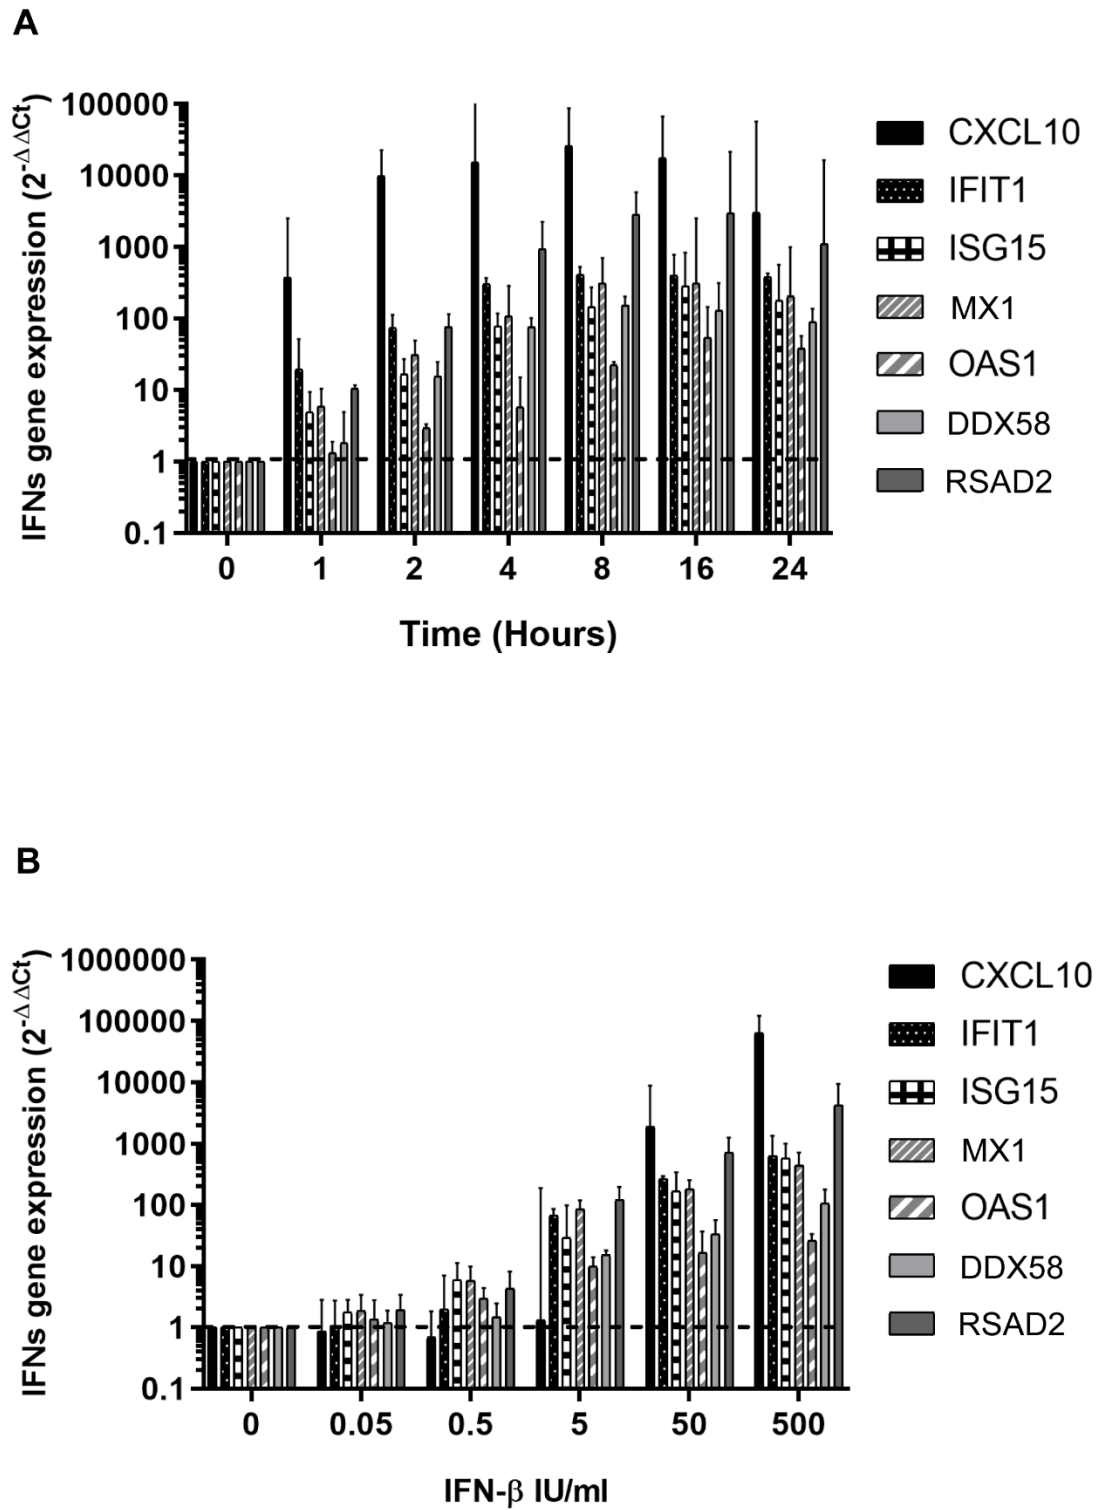 A
IFNs gene expression (2^-ΔΔCt)
100000
10000
1000
100
10
1
0.1
0 1 2 4 8 16 24
Time (Hours)
CXCL10
IFIT1
ISG15
MX1
OAS1
DDX58
RSAD2
B
IFNs gene expression (2^-ΔΔCt)
1000000
100000
10000
1000
100
10
1
0.1
0 0.05 0.5 5 50 500
IFN-β IU/ml
CXCL10
IFIT1
ISG15
MX1
OAS1
DDX58
RSAD2